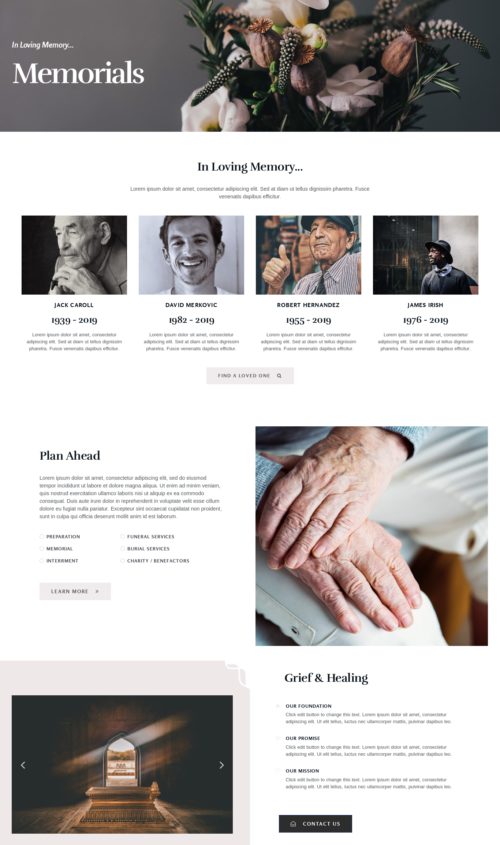 In Loving Memory...
Memorials
In Loving Memory...
Lorem ipsum dolor sit amet, consectetur adipiscing elit. Sed at diam ut tellus dignissim pharetra. Fusce
venenatis dapibus efficitur.
JACK CAROLL
1939 - 2019
Lorem ipsum dolor sit amet, consectetur
adipiscing elit. Sed at diam ut tellus dignissim
pharetra. Fusce venenatis dapibus efficitur.
DAVID MERKOVIC
1982 - 2019
Lorem ipsum dolor sit amet, consectetur
adipiscing elit. Sed at diam ut tellus dignissim
pharetra. Fusce venenatis dapibus efficitur.
ROBERT HERNANDEZ
1955 - 2019
Lorem ipsum dolor sit amet, consectetur
adipiscing elit. Sed at diam ut tellus dignissim
pharetra. Fusce venenatis dapibus efficitur.
JAMES IRISH
1976 - 2019
Lorem ipsum dolor sit amet, consectetur
adipiscing elit. Sed at diam ut tellus dignissim
pharetra. Fusce venenatis dapibus efficitur.
FIND A LOVED ONE
Plan Ahead
Lorem ipsum dolor sit amet, consectetur adipiscing elit, sed do eiusmod
tempor incididunt ut labore et dolore magna aliqua. Ut enim ad minim veniam,
quis nostrud exercitation ullamco laboris nisi ut aliquip ex ea commodo
consequat. Duis aute irure dolor in reprehenderit in voluptate velit esse cillum
dolore eu fugiat nulla pariatur. Excepteur sint occaecat cupidatat non proident,
sunt in culpa qui officia deserunt mollit anim id est laborum.
PREPARATION
MEMORIAL
INTERRMENT
FUNERAL SERVICES
BURIAL SERVICES
CHARITY / BENEFACTORS
LEARN MORE »
Grief & Healing
OUR FOUNDATION
Click edit button to change this text. Lorem ipsum dolor sit amet, consectetur
adipiscing elit. Ut elit tellus, luctus nec ullamcorper mattis, pulvinar dapibus leo.
OUR PROMISE
Click edit button to change this text. Lorem ipsum dolor sit amet, consectetur
adipiscing elit. Ut elit tellus, luctus nec ullamcorper mattis, pulvinar dapibus leo.
OUR MISSION
Click edit button to change this text. Lorem ipsum dolor sit amet, consectetur
adipiscing elit. Ut elit tellus, luctus nec ullamcorper mattis, pulvinar dapibus leo.
CONTACT US